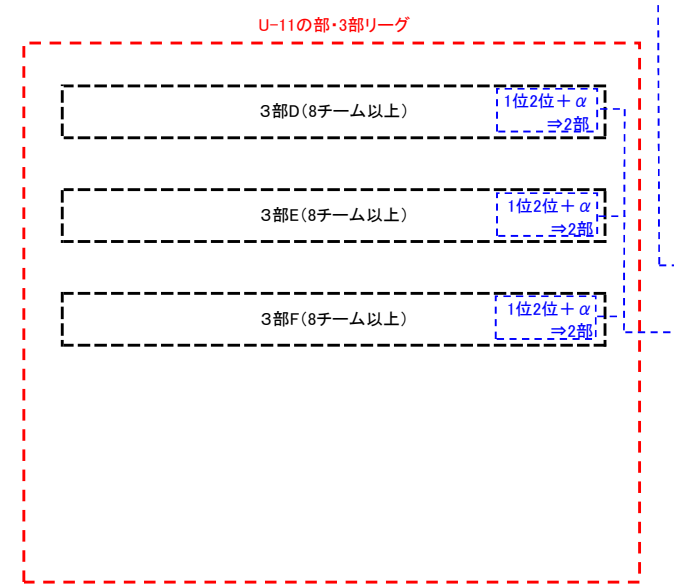 U-11の部・3部リーグ
3部D(8チーム以上)
1位2位+α
⇒2部
3部E(8チーム以上)
1位2位+α
⇒2部
3部F(8チーム以上)
1位2位+α
⇒2部